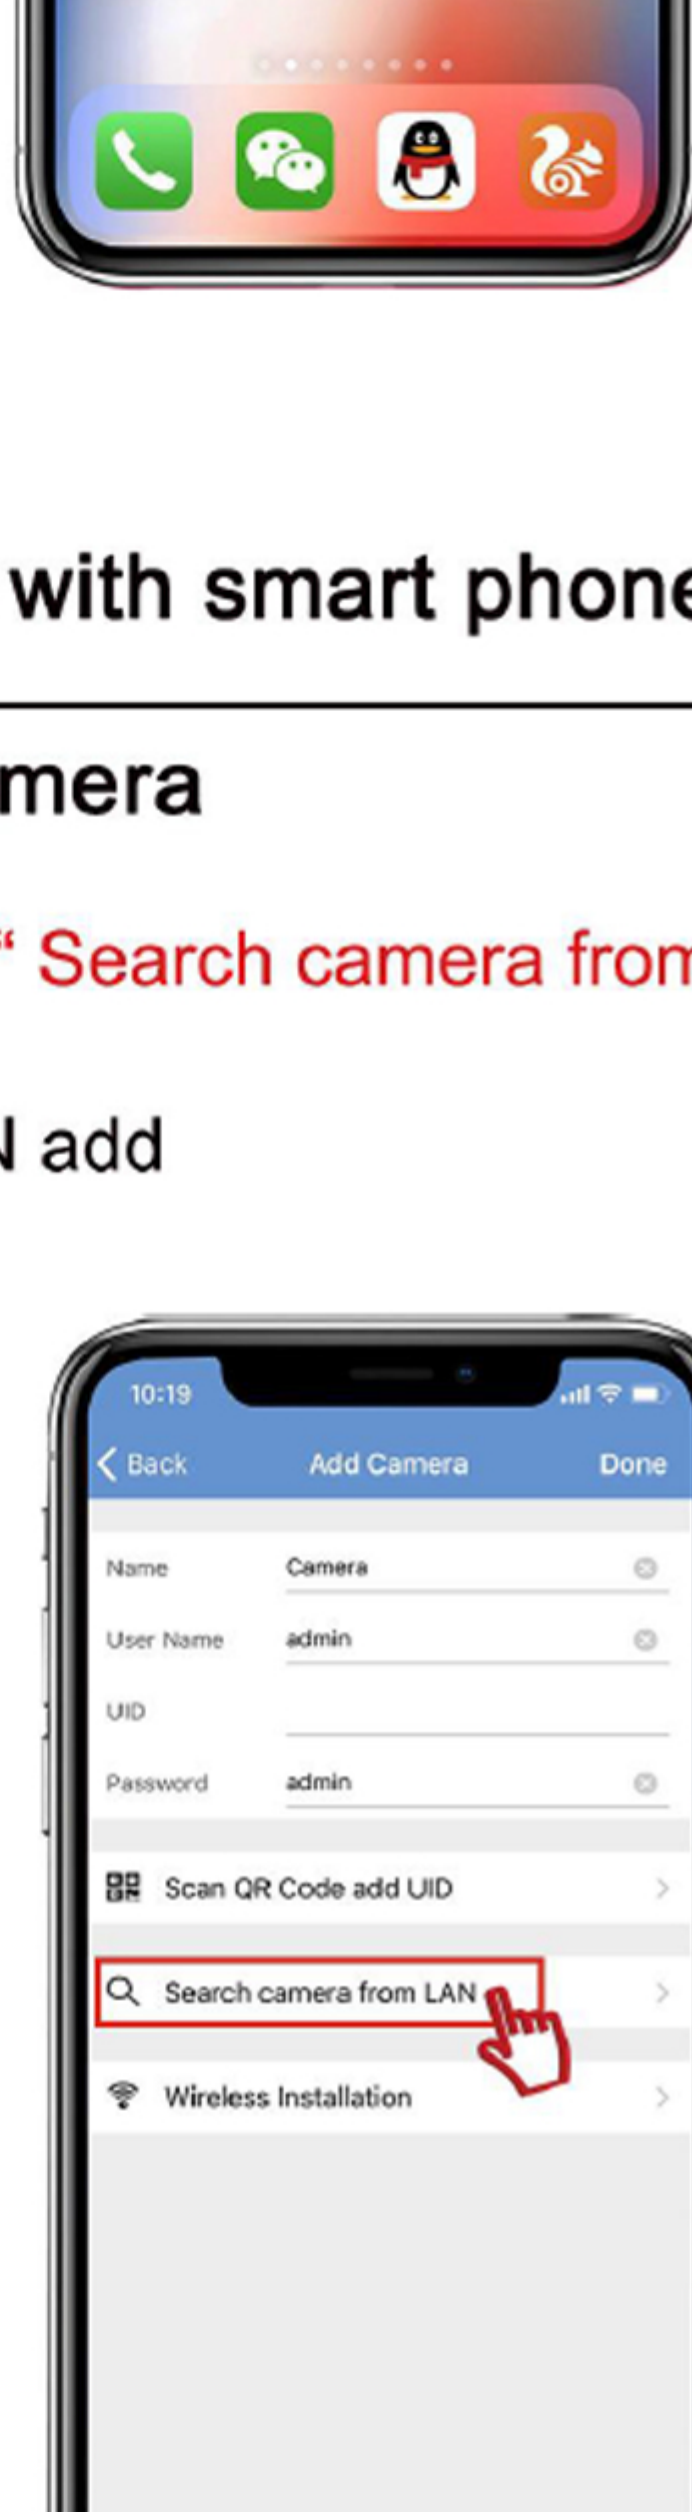 with smart phone
mera
“ Search camera from
N add
10:19
Back Add Camera Done
Name Camera
User Name admin
UID
Password admin
Scan QR Code add UID
Search camera from LAN
Wireless Installation